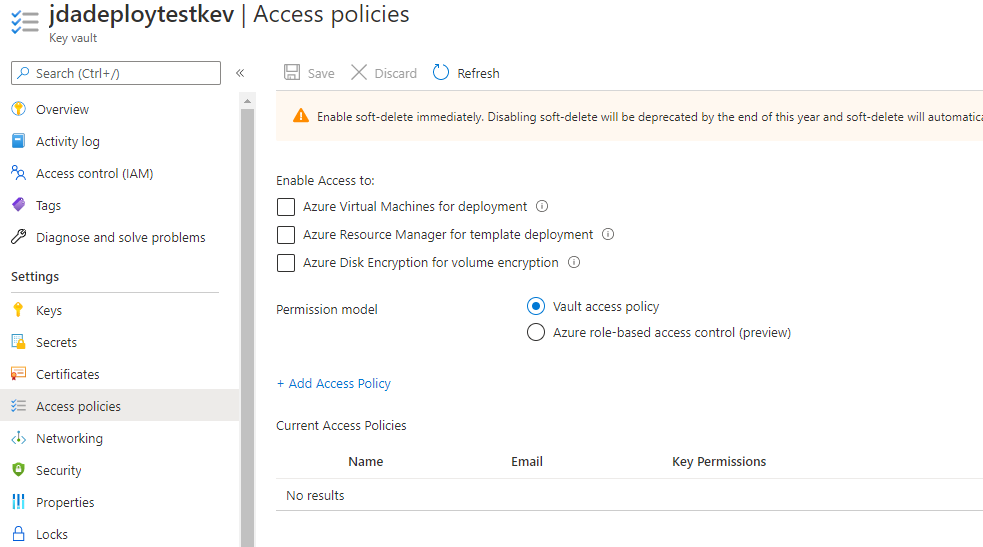 jdadeploytestkev | Access policies
Key vault
Search (Ctrl+/)
«
Save
Discard
Refresh
Overview
Activity log
Access control (IAM)
Tags
Diagnose and solve problems
Settings
Keys
Secrets
Certificates
Access policies
Networking
Security
Properties
Locks
Enable soft-delete immediately. Disabling soft-delete will be deprecated by the end of this year and soft-delete will automatica
Enable Access to:
Azure Virtual Machines for deployment
Azure Resource Manager for template deployment
Azure Disk Encryption for volume encryption
Permission model
Vault access policy
Azure role-based access control (preview)
+ Add Access Policy
Current Access Policies
Name Email Key Permissions
No results